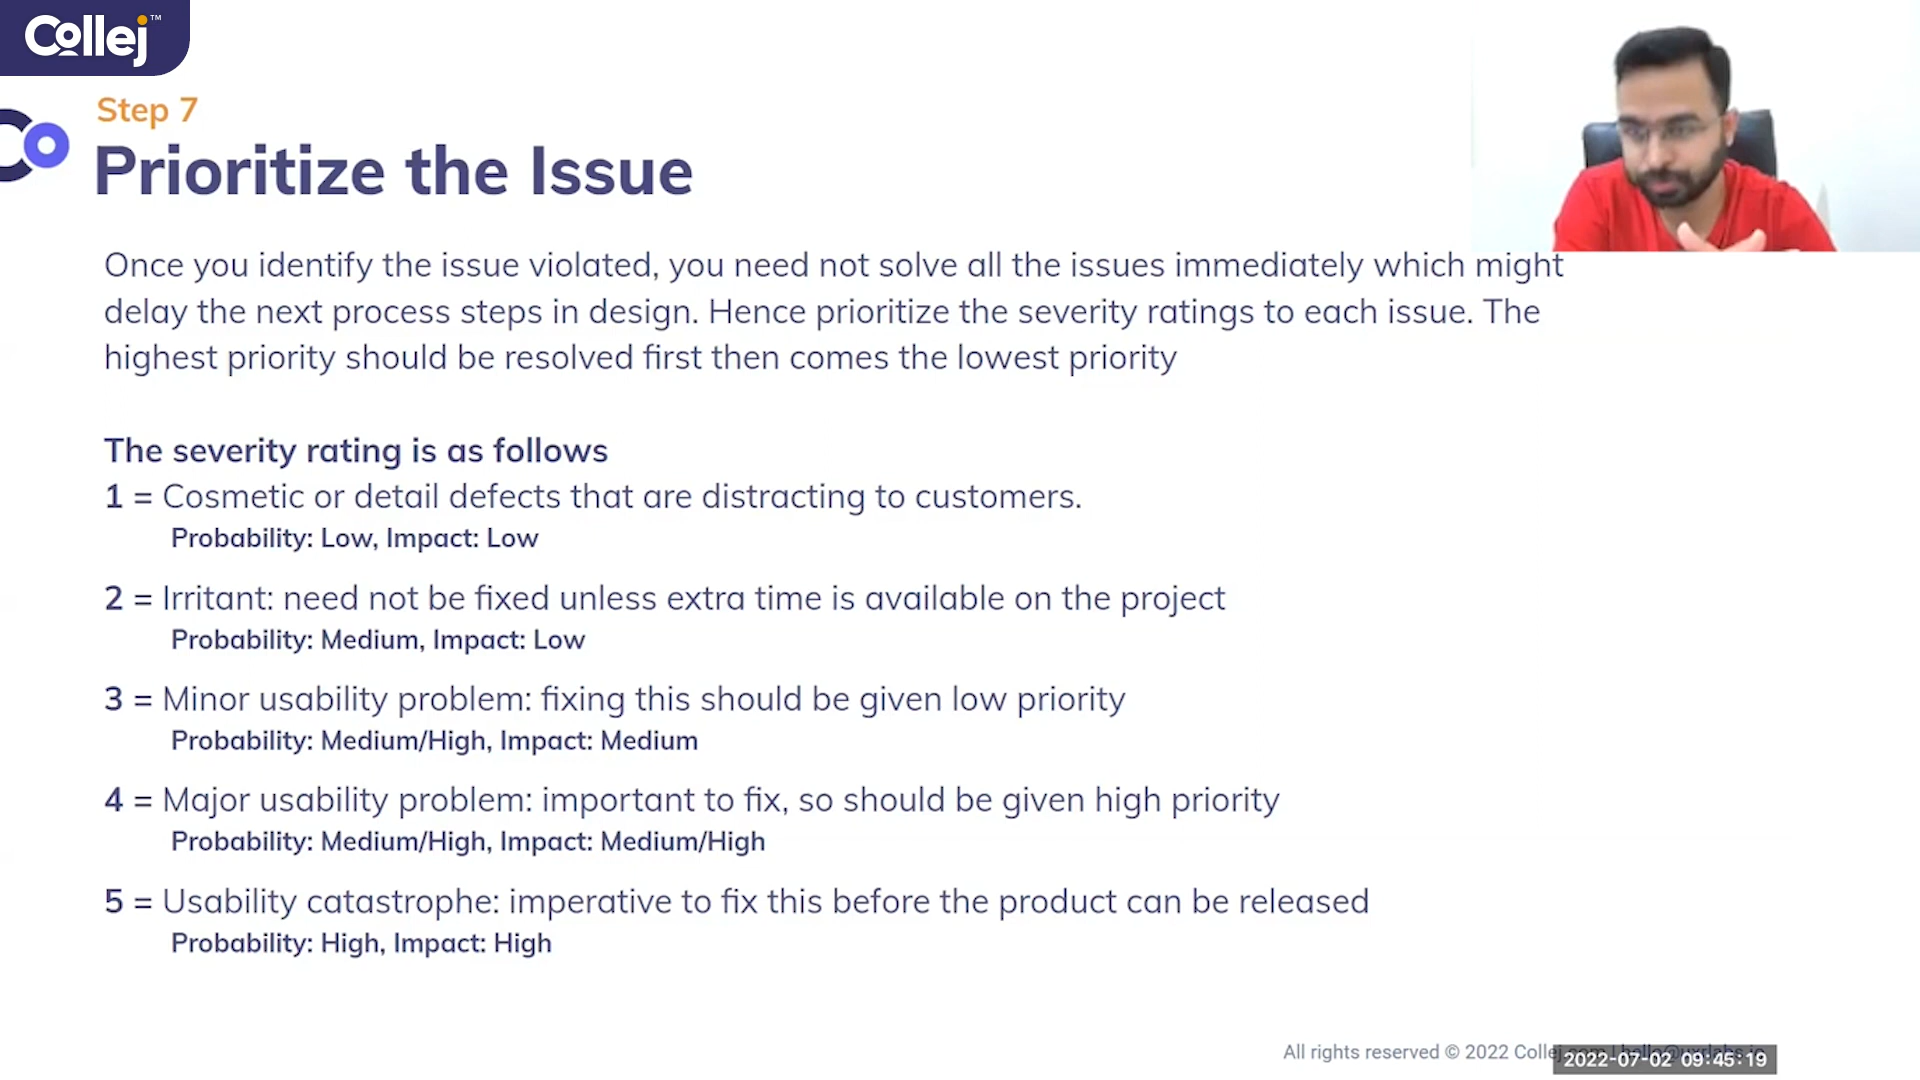 Collej™
Step 7
Prioritize the Issue
Once you identify the issue violated, you need not solve all the issues immediately which might
delay the next process steps in design. Hence prioritize the severity ratings to each issue. The
highest priority should be resolved first then comes the lowest priority
The severity rating is as follows
1 = Cosmetic or detail defects that are distracting to customers.
Probability: Low, Impact: Low
2 = Irritant: need not be fixed unless extra time is available on the project
Probability: Medium, Impact: Low
3 = Minor usability problem: fixing this should be given low priority
Probability: Medium/High, Impact: Medium
4 = Major usability problem: important to fix, so should be given high priority
Probability: Medium/High, Impact: Medium/High
5 = Usability catastrophe: imperative to fix this before the product can be released
Probability: High, Impact: High
All rights reserved © 2022
2022-07-02 09:45:19